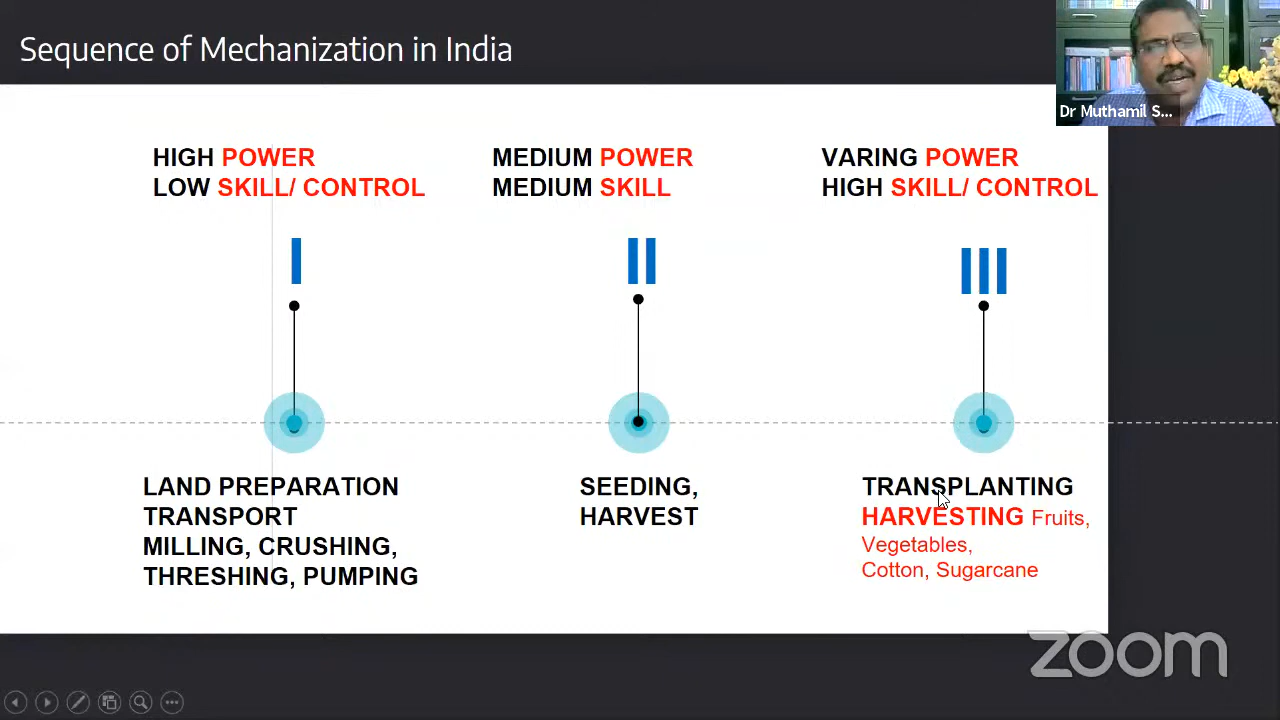 Sequence of Mechanization in India
Dr Muthamil S...
HIGH POWER
LOW SKILL/ CONTROL
I
LAND PREPARATION
TRANSPORT
MILLING, CRUSHING,
THRESHING, PUMPING
MEDIUM POWER
MEDIUM SKILL
II
SEEDING,
HARVEST
VARING POWER
HIGH SKILL/ CONTROL
III
TRANSPLANTING
HARVESTING Fruits,
Vegetables,
Cotton, Sugarcane
zoom